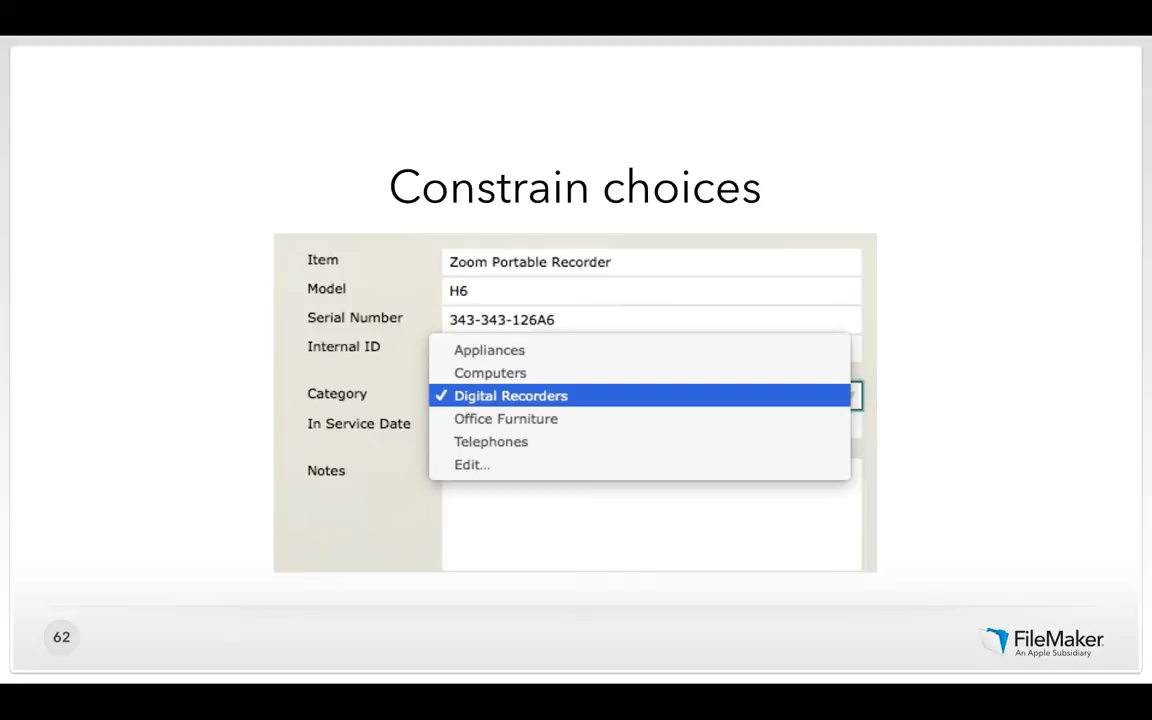 Constrain choices
Item
Zoom Portable Recorder
Model
H6
Serial Number
343-343-126A6
Internal ID
Appliances
Computers
Category
✓ Digital Recorders
Office Furniture
In Service Date
Telephones
Edit...
Notes
62
FileMaker
An Apple Subsidiary